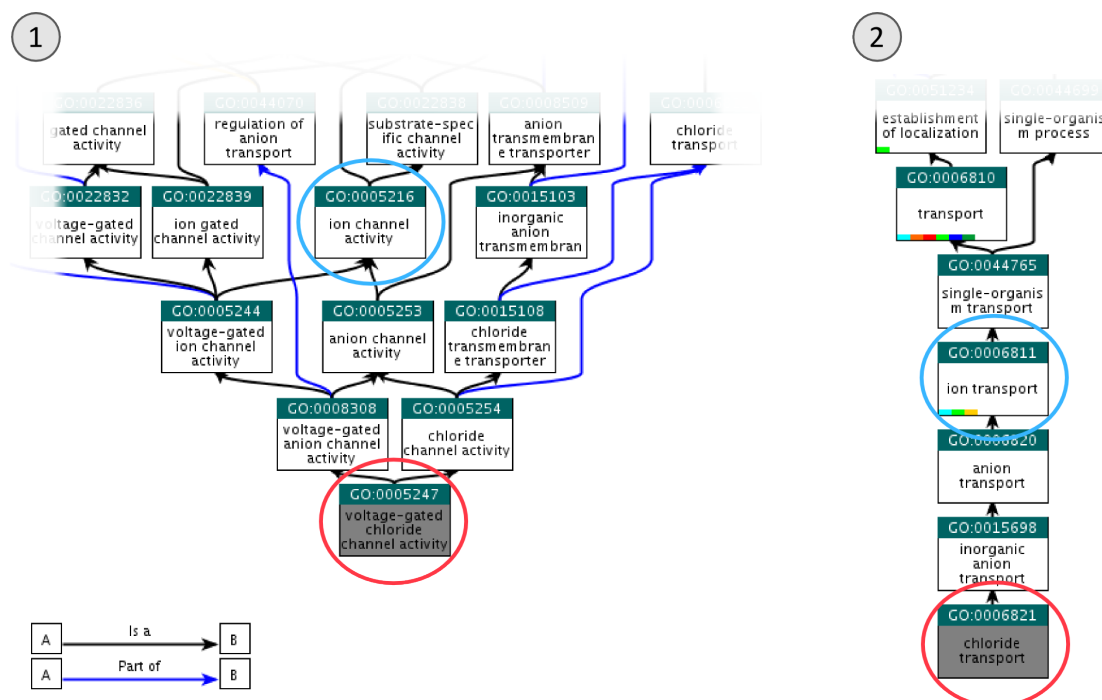 1
GO:0022836
gated channel
activity
GO:0044070
regulation of
anion
transport
GO:0022838
substrate-spec
ific channel
activity
GO:0008509
anion
transmembran
e transporter
chloride
transport
GO:0022832
voltage-gated
channel activity
GO:0022839
ion gated
channel activity
GO:0005216
ion channel
activity
GO:0015103
inorganic
anion
transmembran
GO:0005244
voltage-gated
ion channel
activity
GO:0005253
anion channel
activity
GO:0015108
chloride
transmembran
e transporter
GO:0008308
voltage-gated
anion channel
activity
GO:0005254
chloride
channel activity
GO:0005247
voltage-gated
chloride
channel activity
A
Is a
B
A
Part of
B
2
GO:0051234
establishment
of localization
GO:0044699
single-organis
m process
GO:0006810
transport
GO:0044765
single-organis
m transport
GO:0006811
ion transport
GO:0006820
anion
transport
GO:0015698
inorganic
anion
transport
GO:0006821
chloride
transport